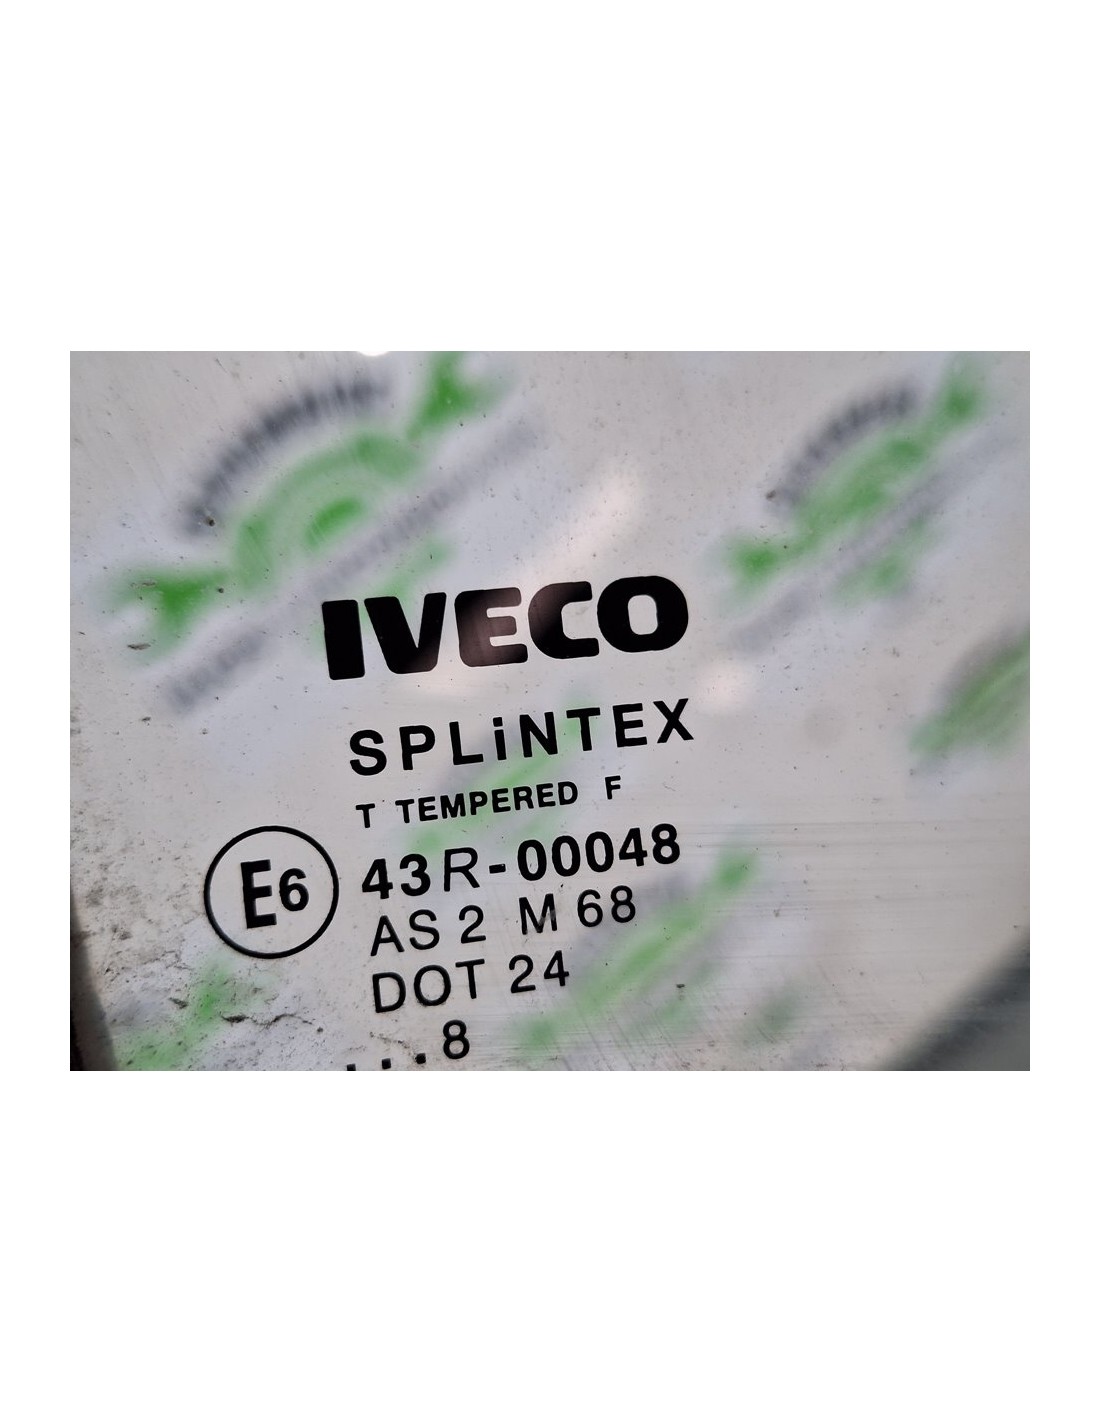 IVECO
SPLiNTEX
T TEMPERED F
E6 43R-00048
AS 2 M 68
DOT 24
...8